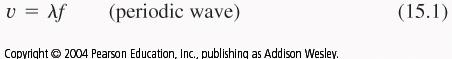 v = λf (periodic wave) (15.1)
Copyright © 2004 Pearson Education, Inc., publishing as Addison Wesley.